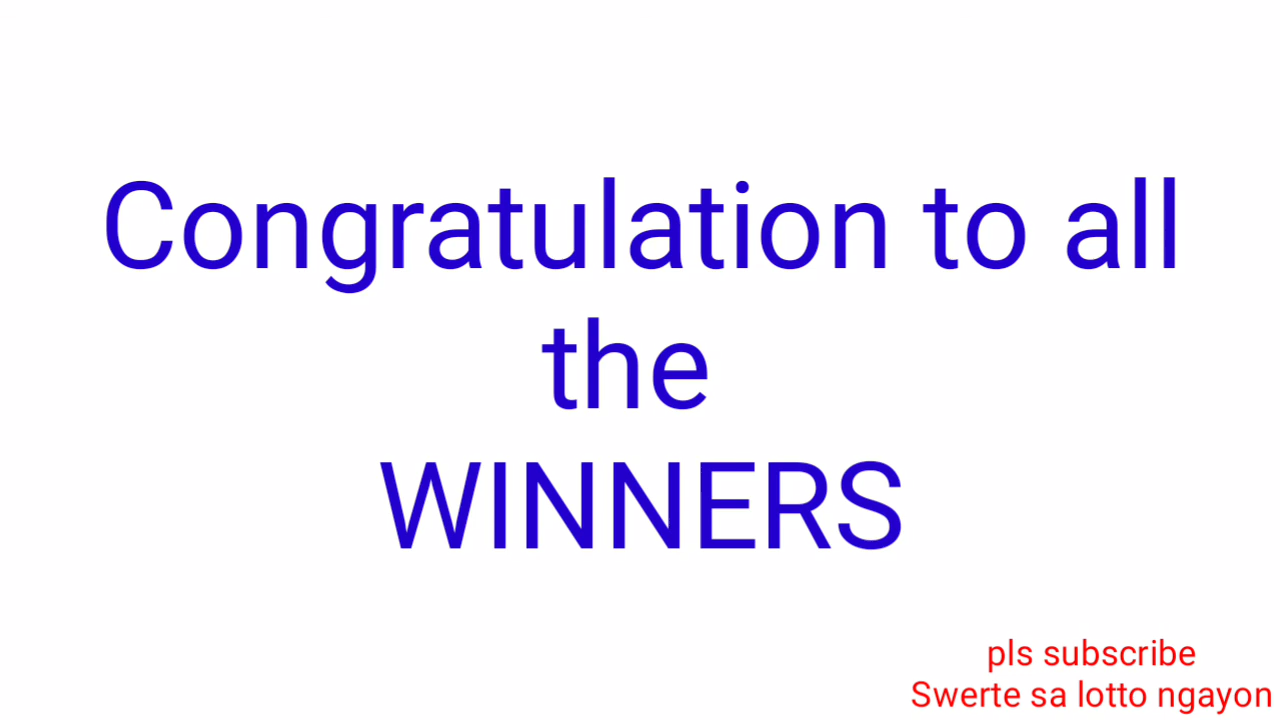 Congratulation to all
the
WINNERS
pls subscribe
Swerte sa lotto ngayon